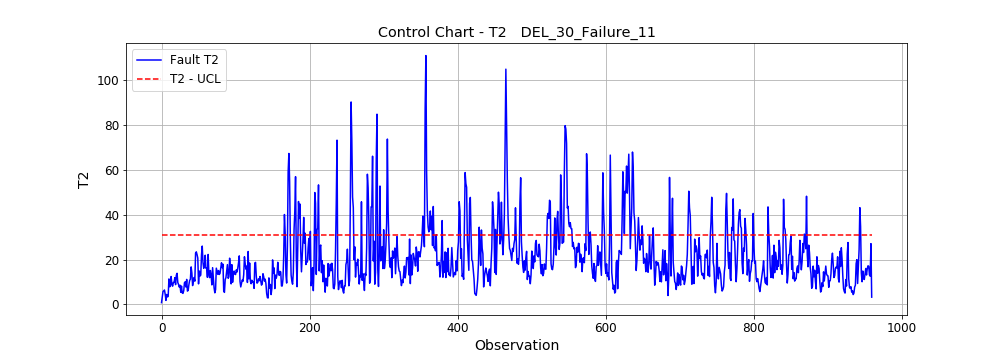 Control Chart - T2   DEL_30_Failure_11
Fault T2
T2 - UCL
T2
100
80
60
40
20
0
0 200 400 600 800 1000
Observation